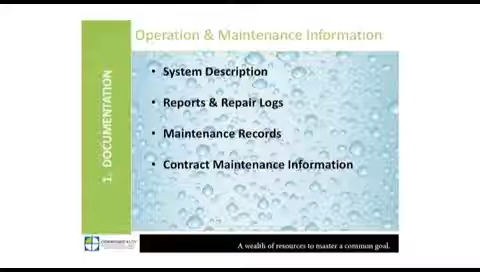 Operation & Maintenance Information
1. DOCUMENTATION
• System Description
• Reports & Repair Logs
• Maintenance Records
• Contract Maintenance Information
A wealth of resources to master a common goal.